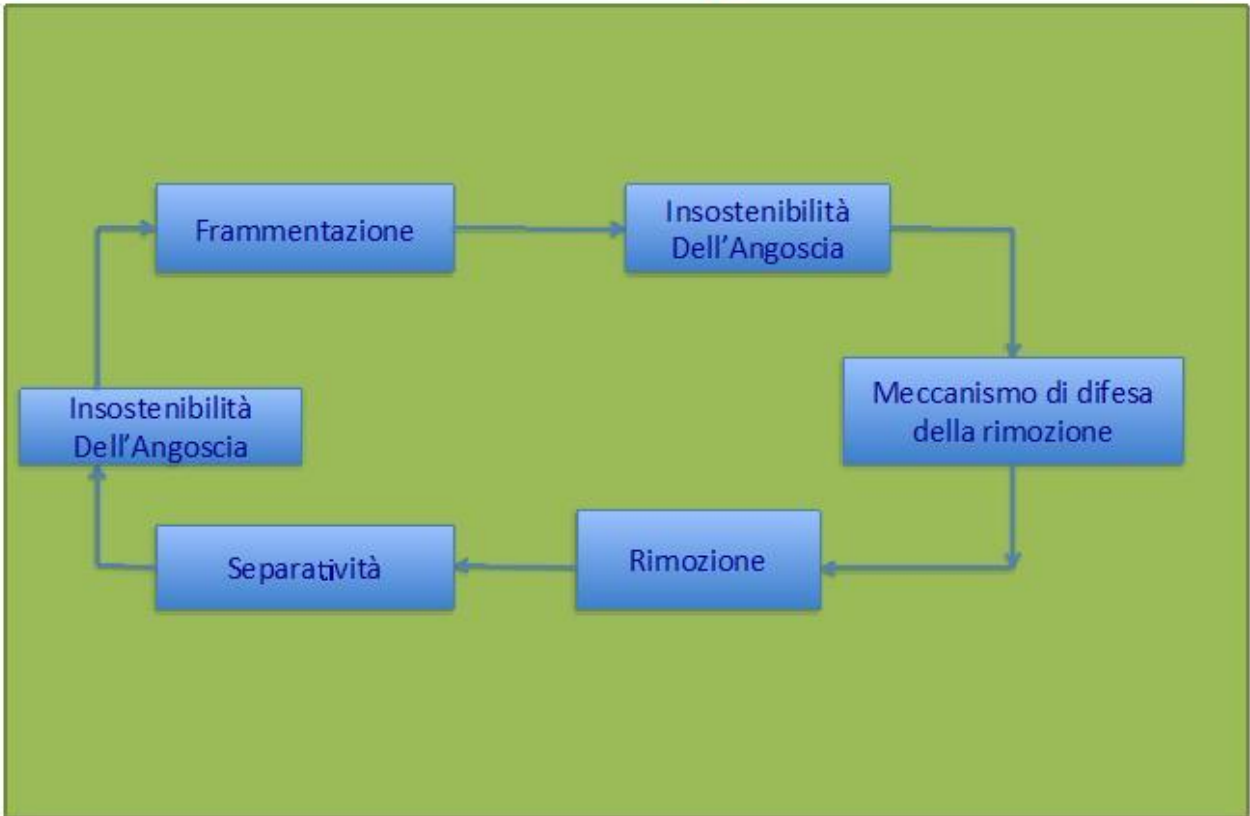 Frammentazione
Insostenibilità
Dell'Angoscia
Meccanismo di difesa
della rimozione
Insostenibilità
Dell'Angoscia
Rimozione
Separatività